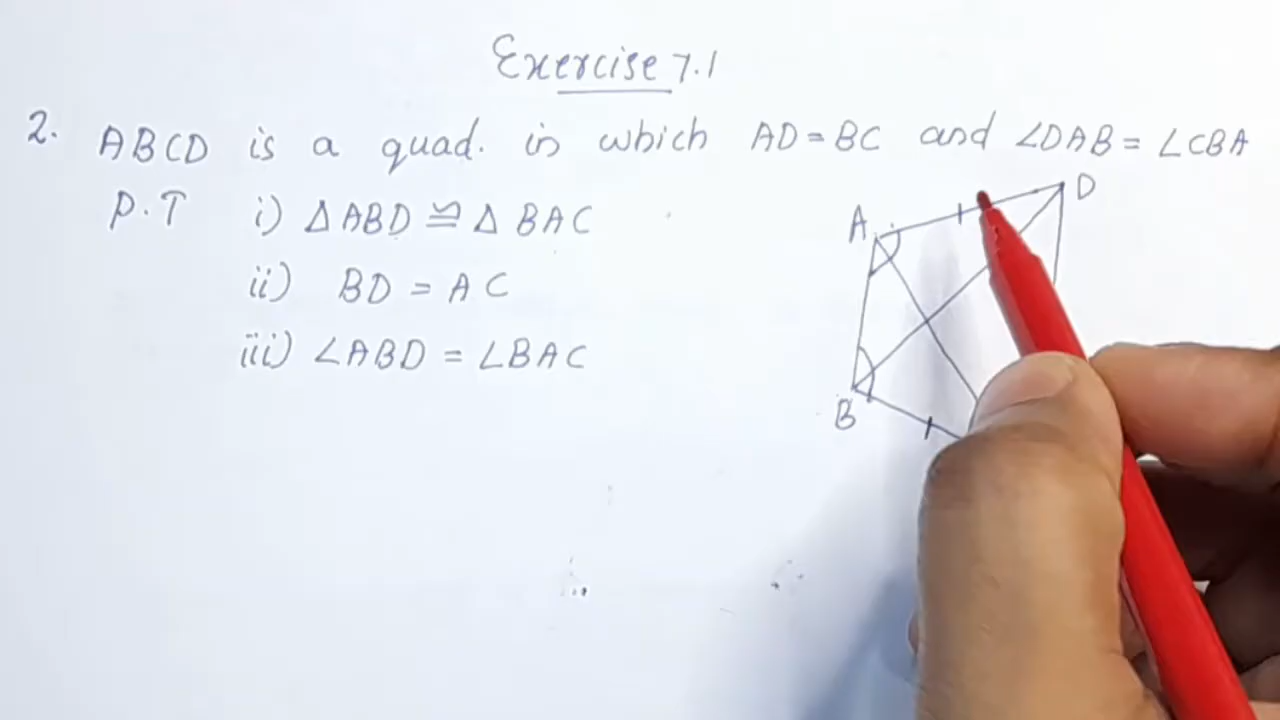 Exercise 7.1
2. ABCD is a quad. in which AD = BC and ∠DAB = ∠CBA
P.T i) Δ ABD ≅ Δ BAC
ii) BD = AC
iii) ∠ABD = ∠BAC
A
D
B